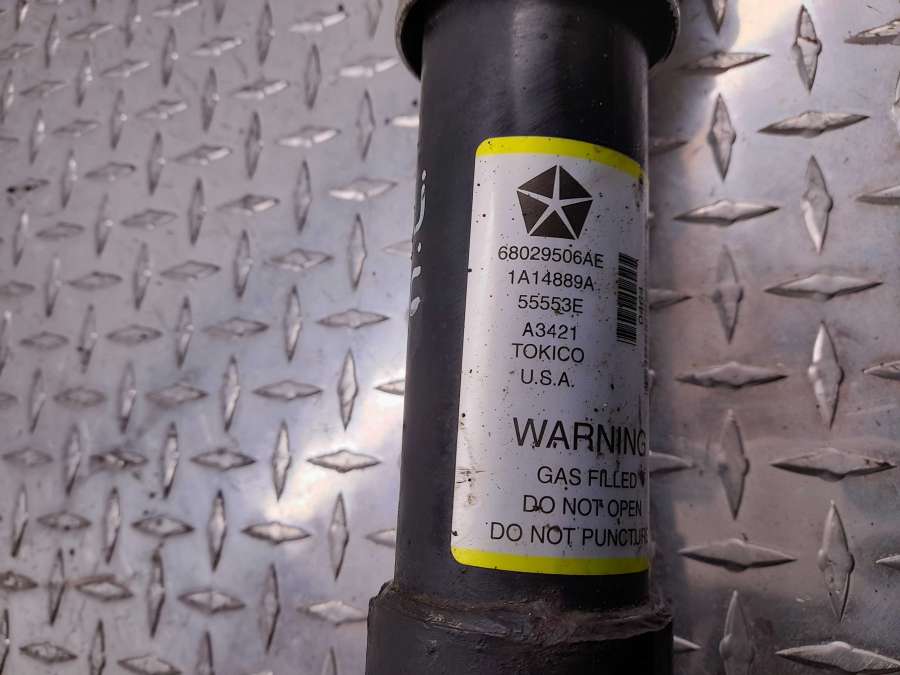 68029506AE
1A14889A
55553E
A3421
TOKICO
U.S.A.
WARNING
GAS FILLED
DO NOT OPEN
DO NOT PUNCTURE